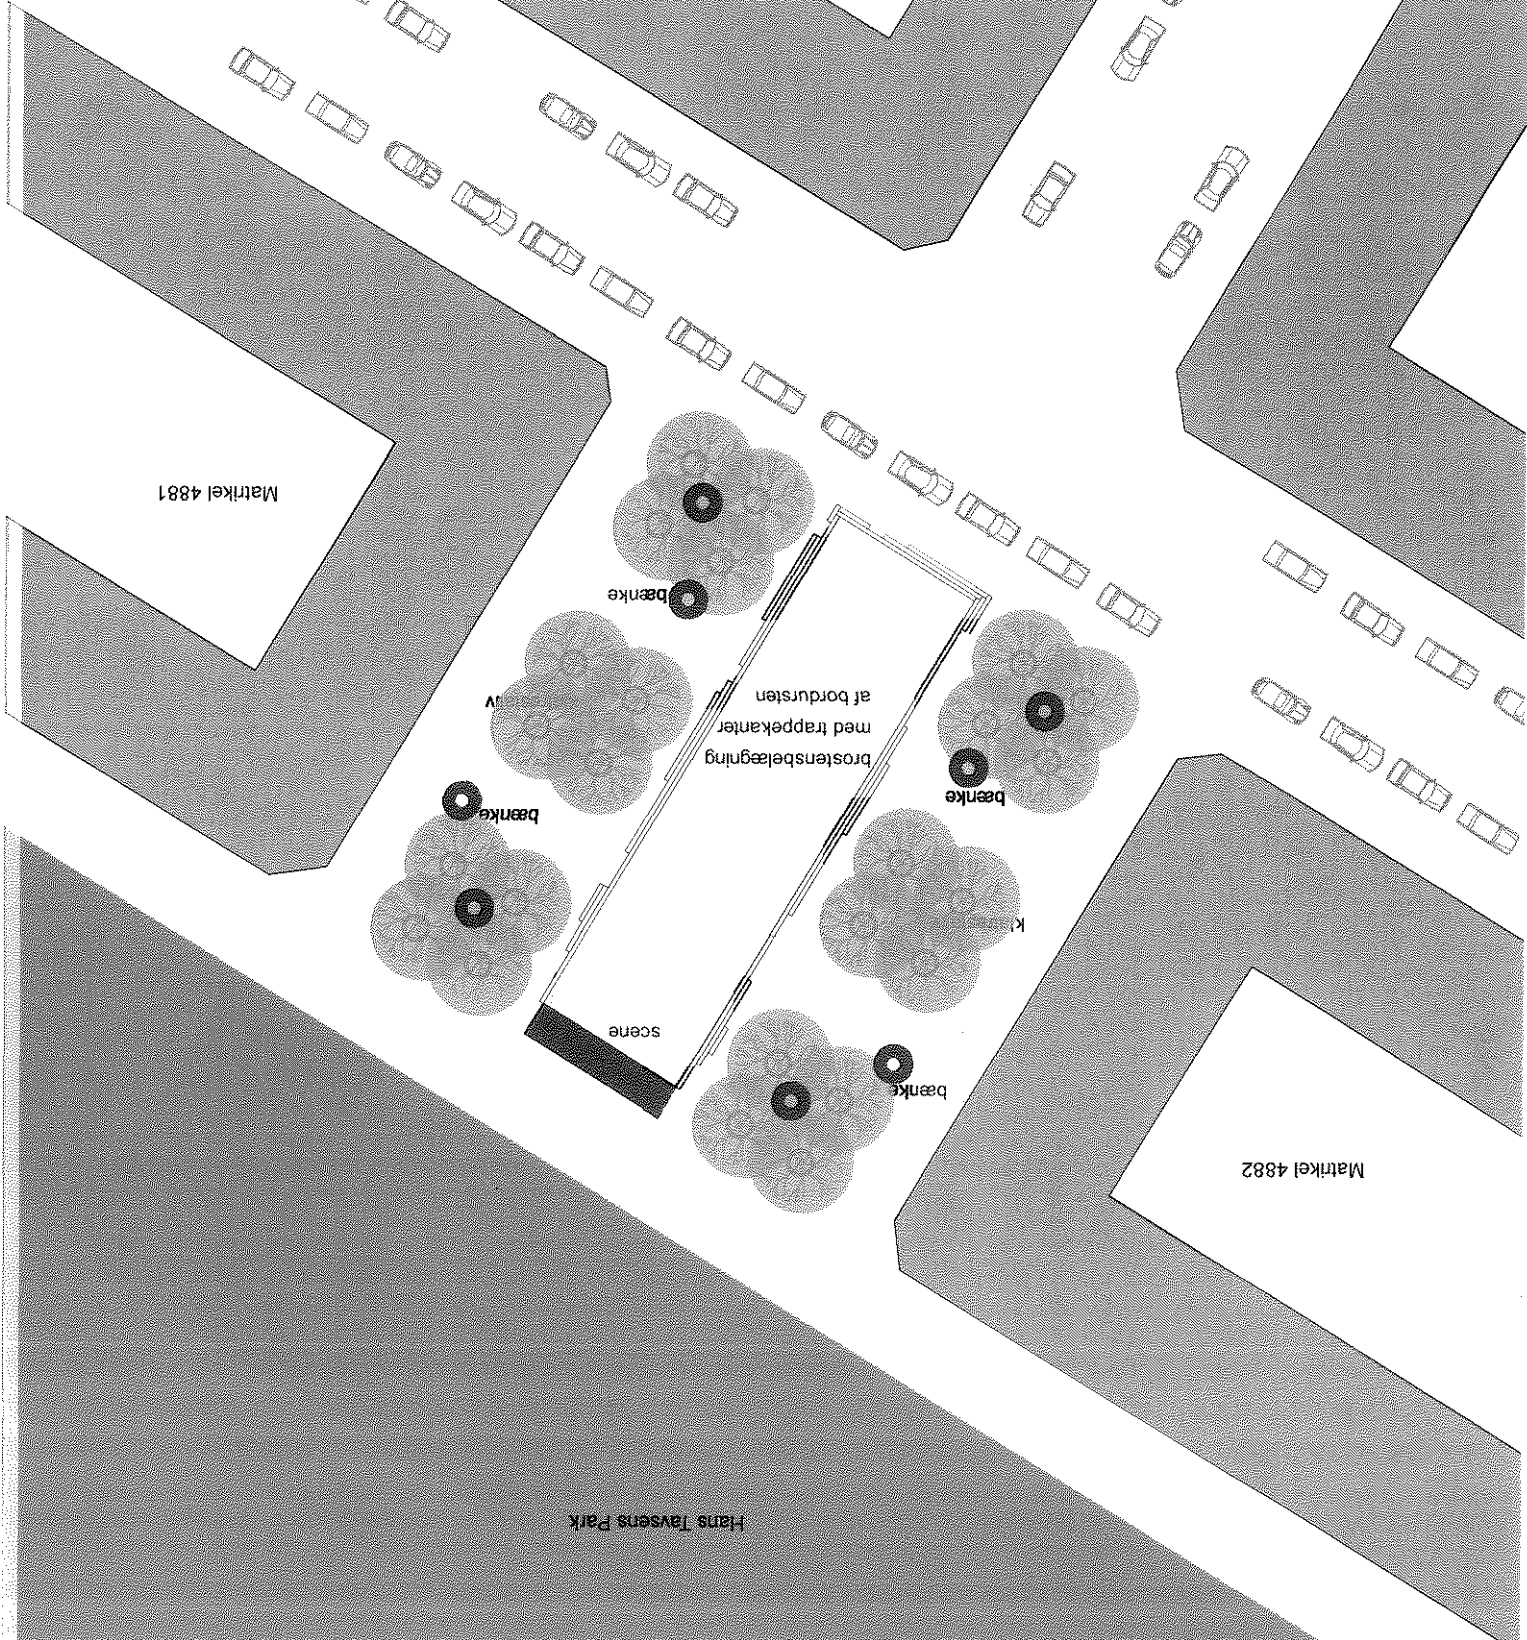 Hans Tavsens Park
Matrikel 4882
bænke
scene
bænke
bænke
brostensbelægning
med trappekanter
af bordursten
bænke
Matrikel 4881